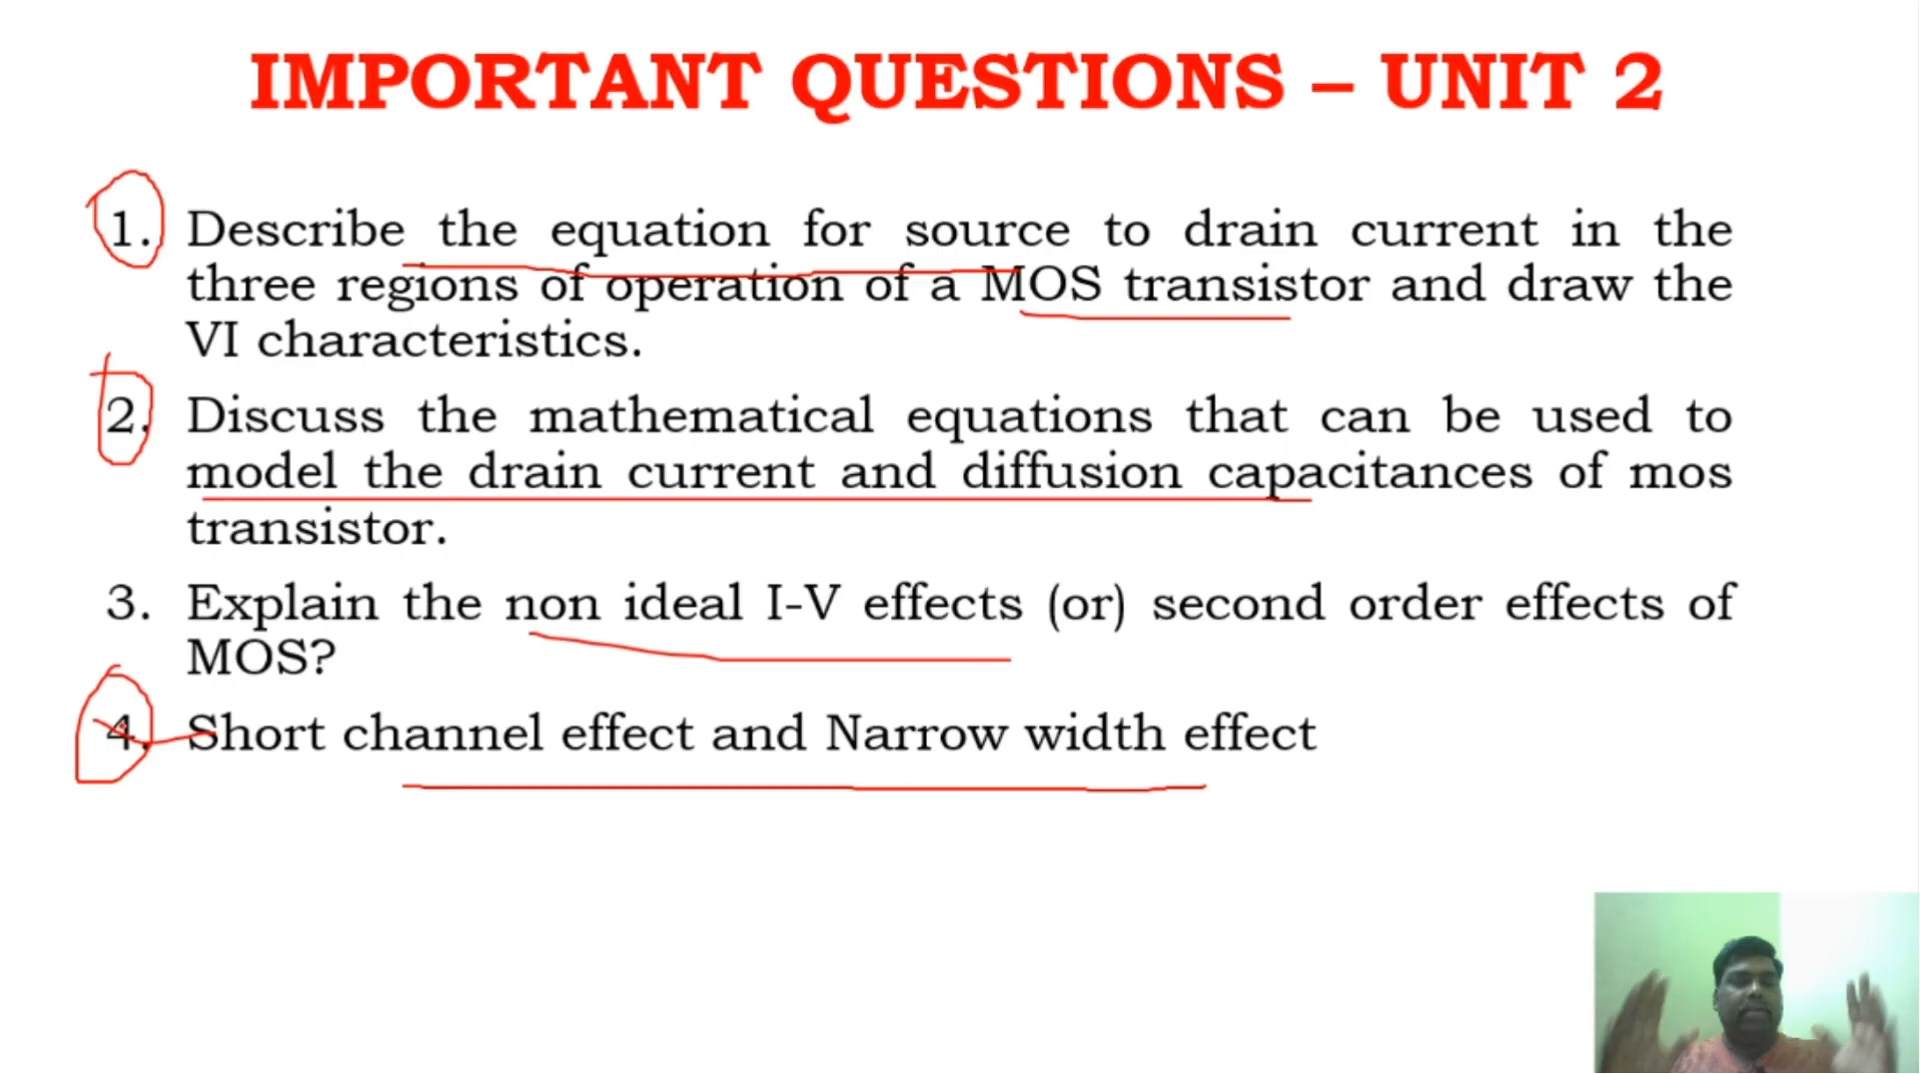 IMPORTANT QUESTIONS – UNIT 2
1. Describe the equation for source to drain current in the
three regions of operation of a MOS transistor and draw the
VI characteristics.
2. Discuss the mathematical equations that can be used to
model the drain current and diffusion capacitances of mos
transistor.
3. Explain the non ideal I-V effects (or) second order effects of
MOS?
4. Short channel effect and Narrow width effect